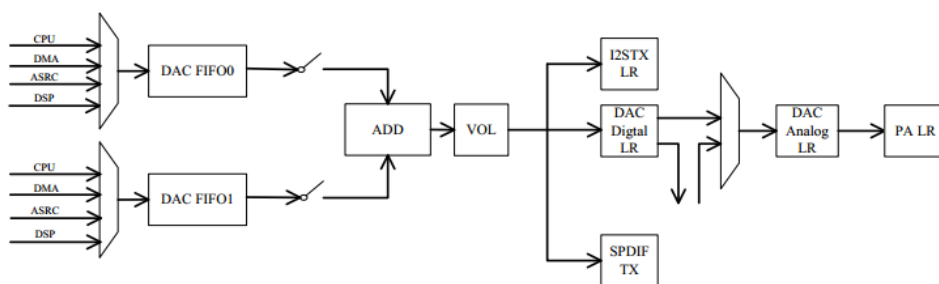 CPU
DMA
ASRC
DSP
DAC FIFO0
CPU
DMA
ASRC
DSP
DAC FIFO1
ADD
VOL
I2STX
LR
DAC
Digtal
LR
SPDIF
TX
DAC
Analog
LR
PA LR